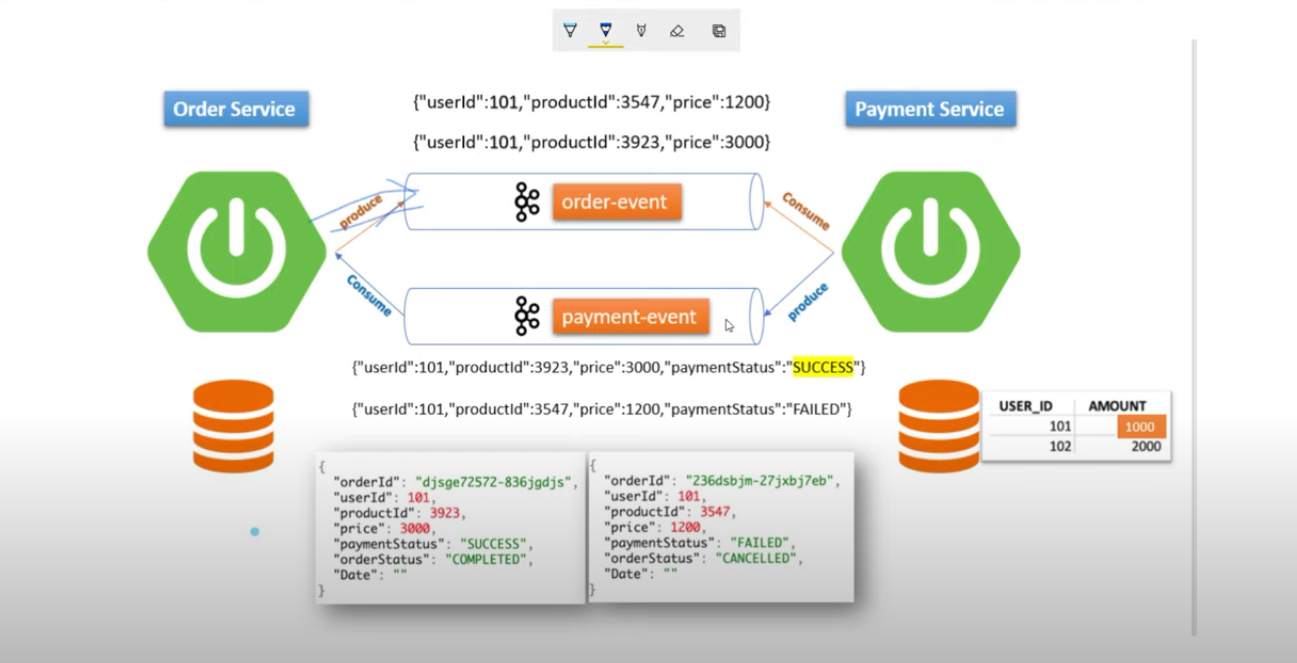 Order Service
{"userId":101,"productId":3547,"price":1200}
Payment Service
{"userId":101,"productId":3923,"price":3000}
produce
order-event
Consume
Consume
payment-event
produce
{"userId":101,"productId":3923,"price":3000,"paymentStatus":"SUCCESS"}
{"userId":101,"productId":3547,"price":1200,"paymentStatus":"FAILED"}
USER_ID AMOUNT
101 1000
102 2000
{
"orderId": "djsge72572-836jgdjs",
"userId": 101,
"productId": 3923,
"price": 3000,
"paymentStatus": "SUCCESS",
"orderStatus": "COMPLETED",
"Date": ""
}
{
"orderId": "236dsbjm-27jxbj7eb",
"userId": 101,
"productId": 3547,
"price": 1200,
"paymentStatus": "FAILED",
"orderStatus": "CANCELLED",
"Date": ""
}